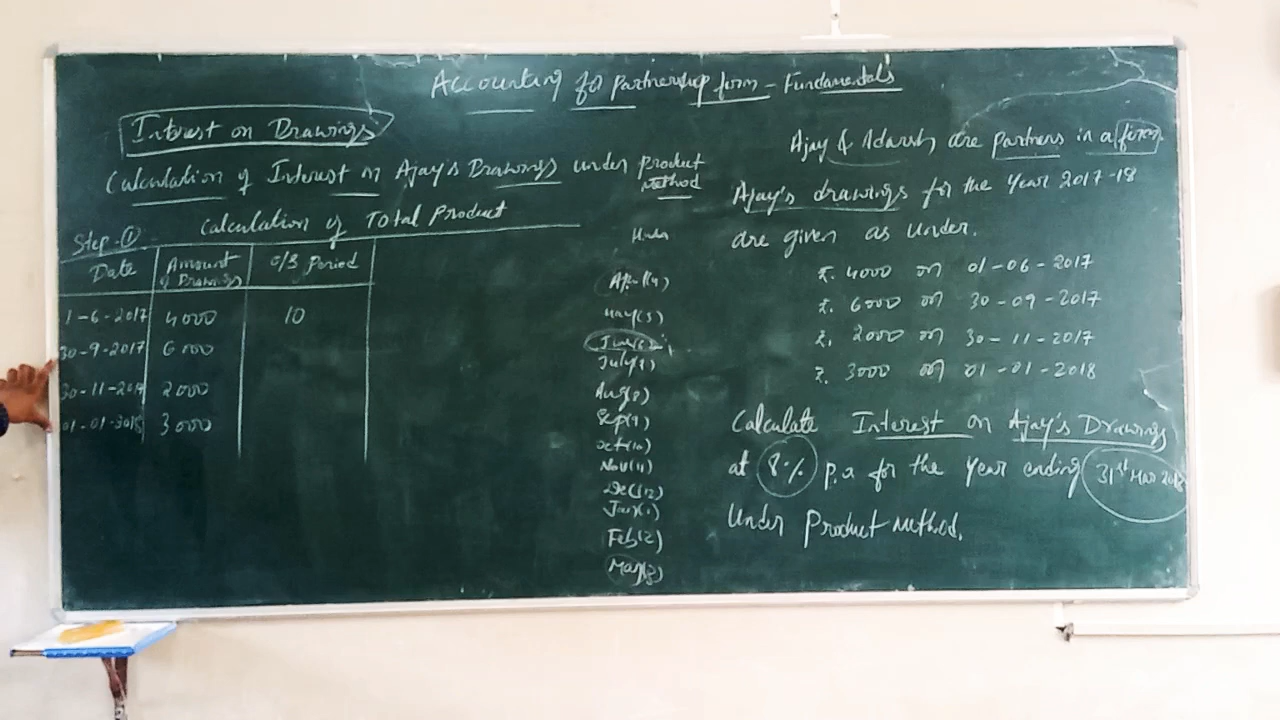 Accounting for Partnership form - Fundamentals
Interest on Drawings
Calculation of Interest on Ajay's Drawings under Product Method
Step-① Calculation of Total Product
Date Amount of Drawings O/S Period
1-6-2017 4000 10
30-9-2017 6000
30-11-2017 2000
01-01-2018 3000
April(4)
May(5)
June(6)
July(7)
Aug(8)
Sep(9)
Oct(10)
Nov(11)
Dec(12)
Jan(1)
Feb(2)
Mar(3)
Ajay & Adarsh are partners in a firm.
Ajay's drawings for the Year 2017-18
are given as under.
₹. 4000 on 01-06-2017
₹. 6000 on 30-09-2017
₹. 2000 on 30-11-2017
₹. 3000 on 01-01-2018
Calculate Interest on Ajay's Drawings
at 8% p.a for the Year ending 31st Mar 2018
Under Product Method.